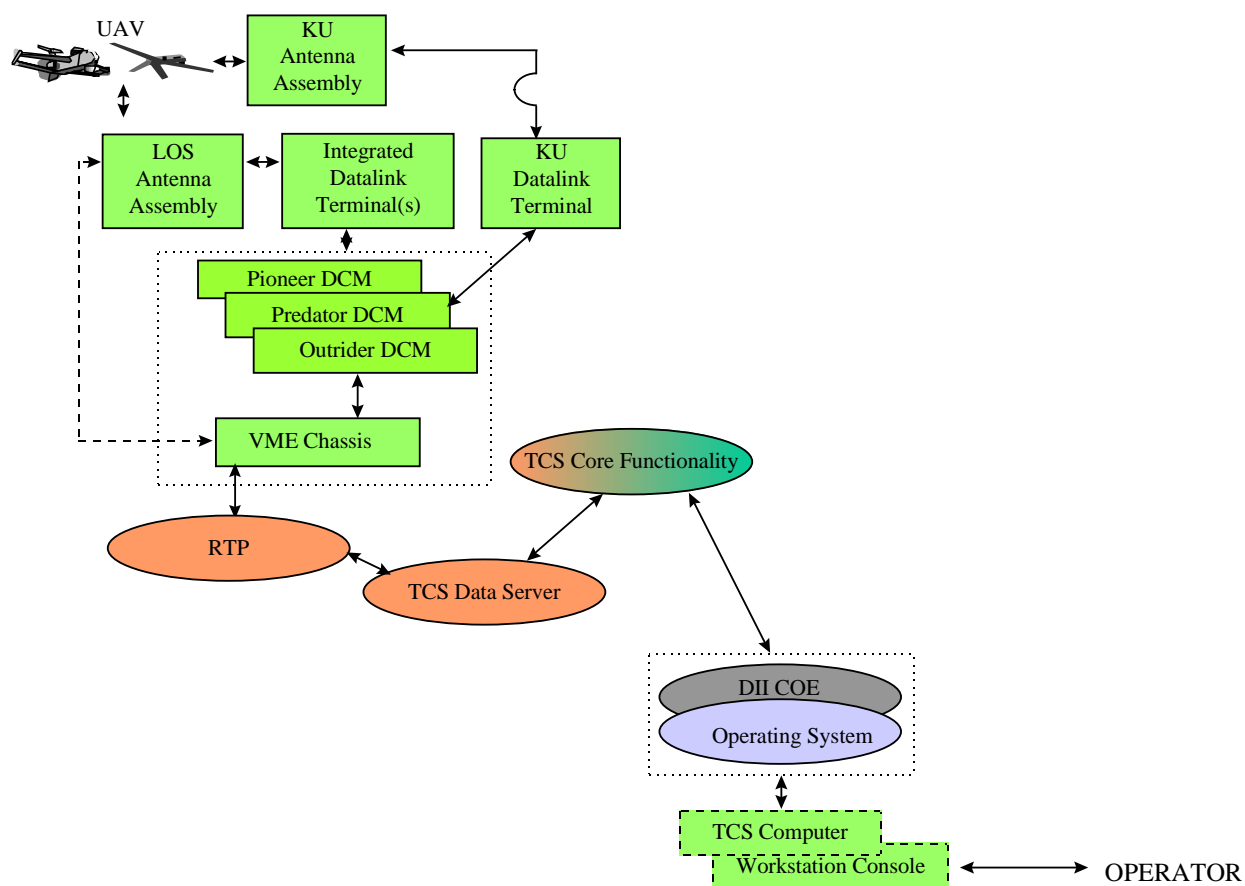 UAV
KU
Antenna
Assembly
LOS
Antenna
Assembly
Integrated
Datalink
Terminal(s)
KU
Datalink
Terminal
Pioneer DCM
Predator DCM
Outrider DCM
VME Chassis
TCS Core Functionality
RTP
TCS Data Server
DII COE
Operating System
TCS Computer
Workstation Console
OPERATOR